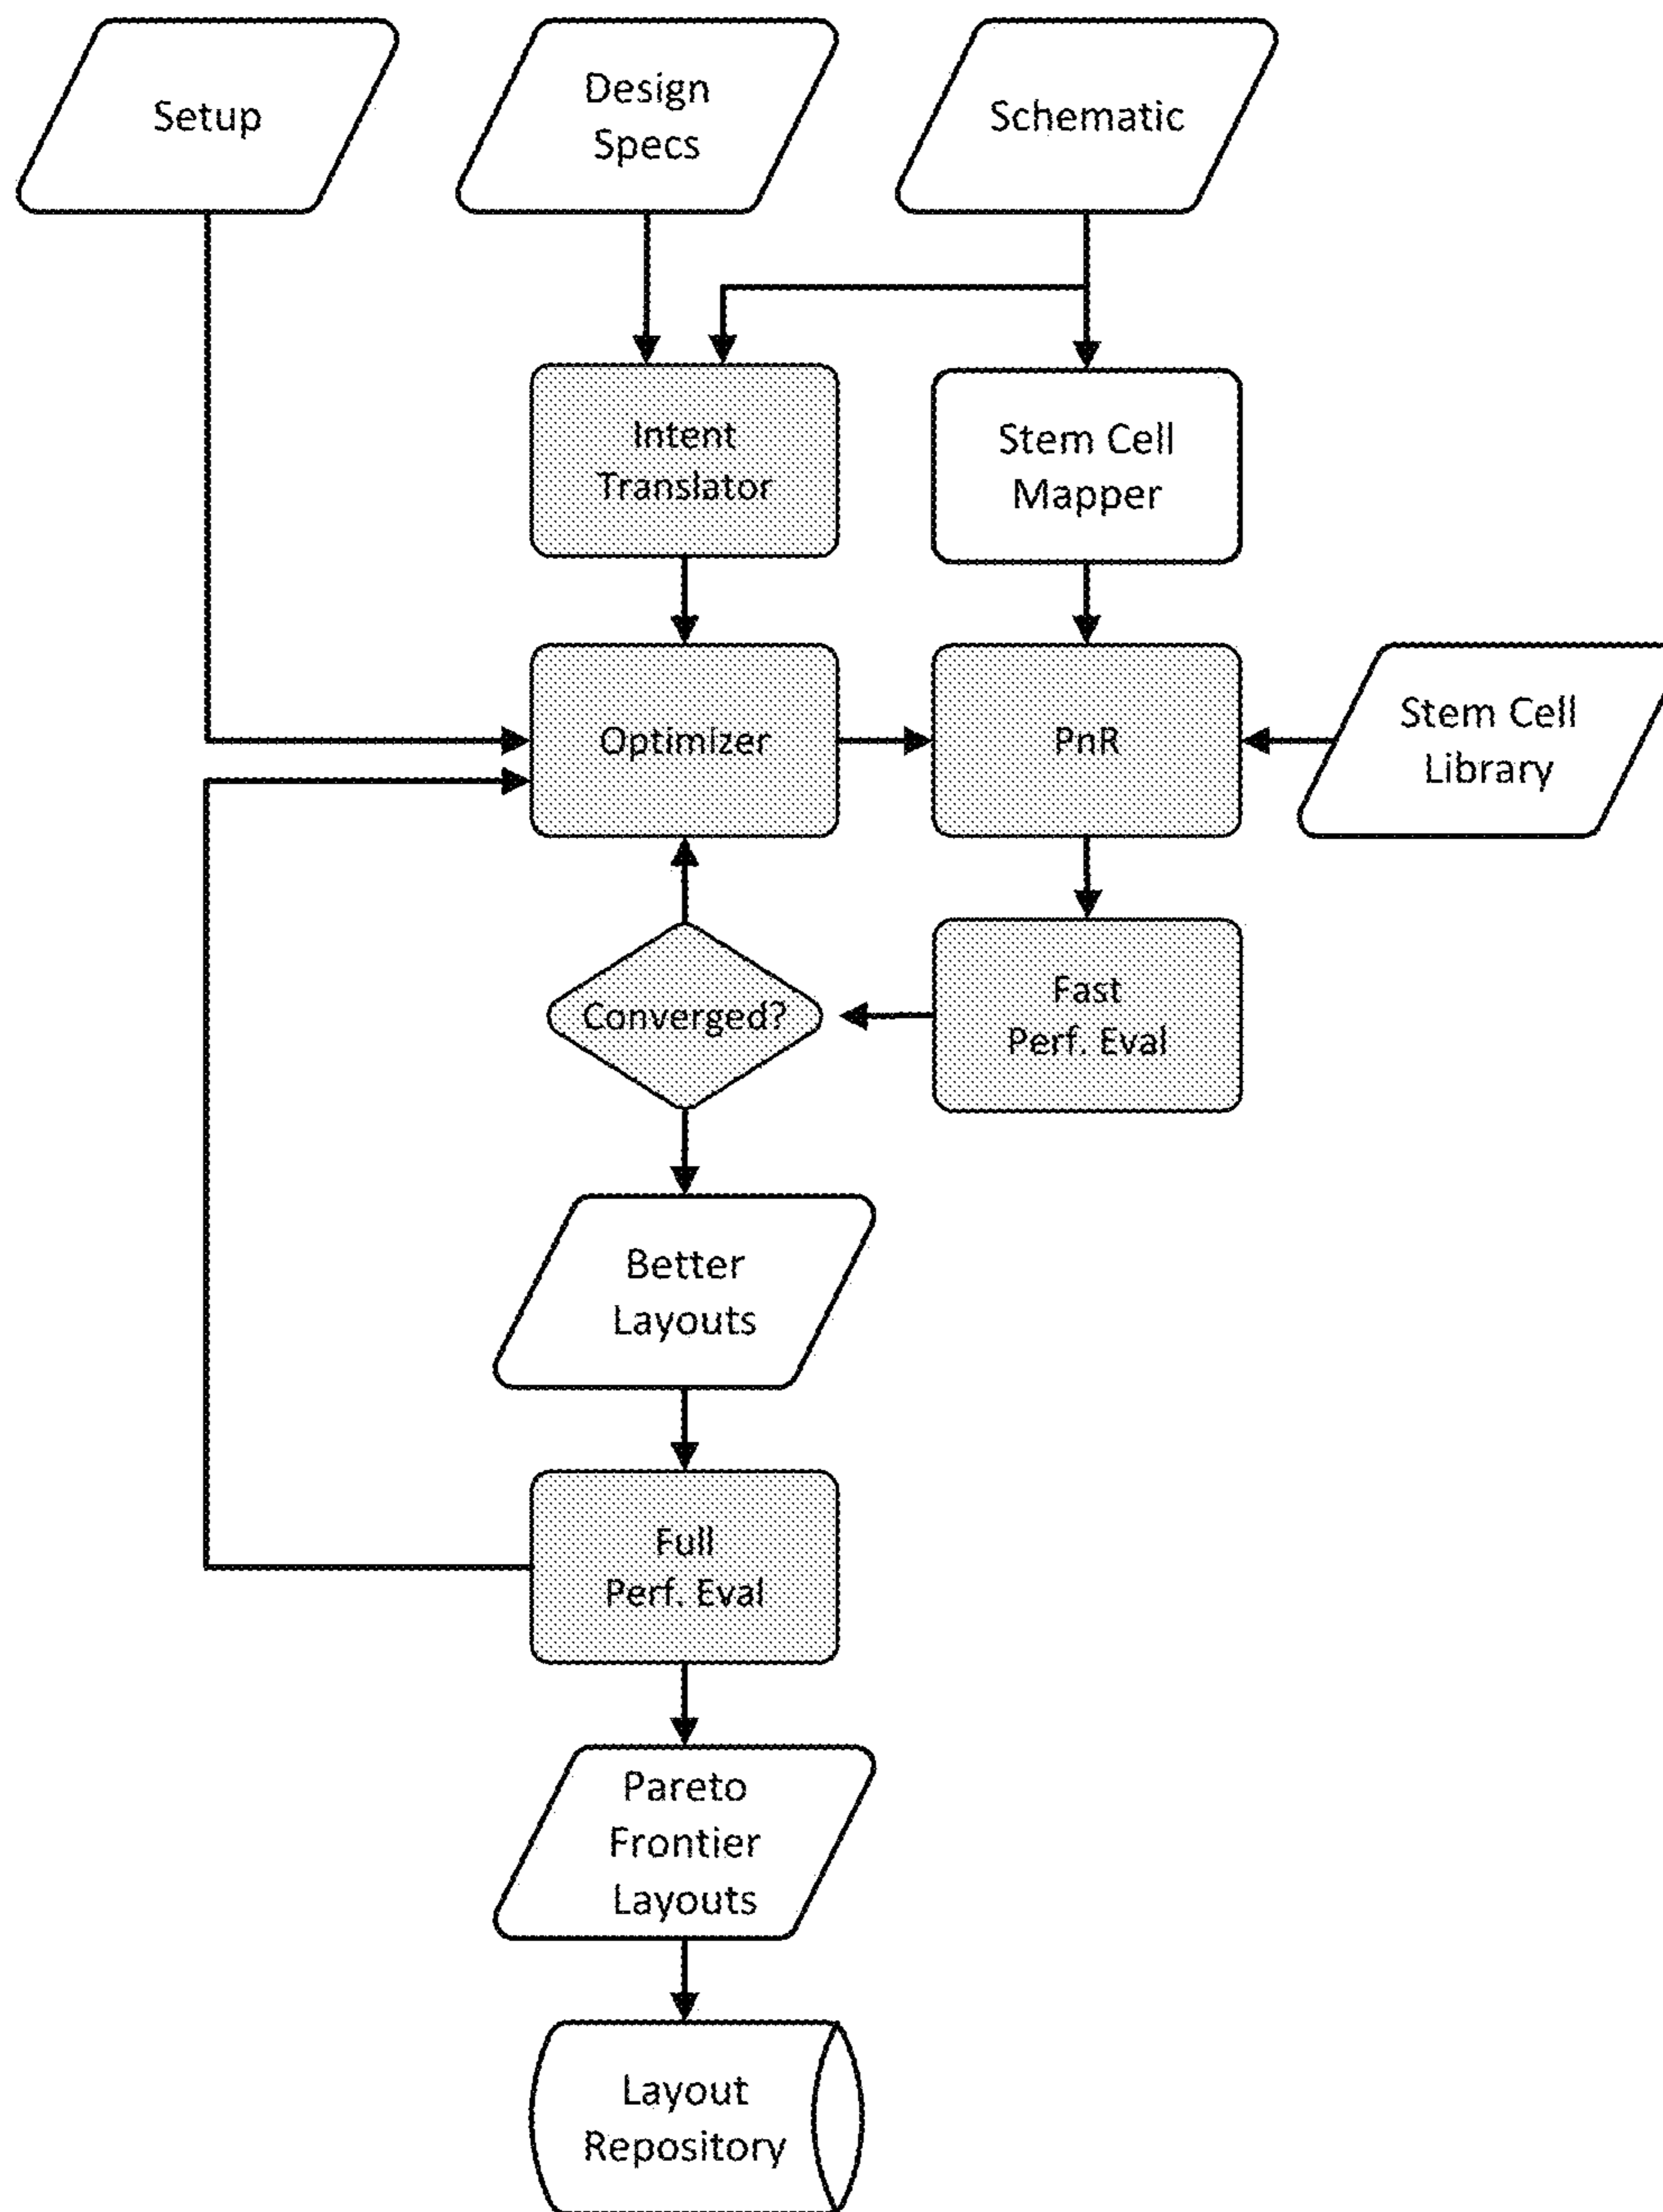 Setup
Design
Specs
Schematic
Intent
Translator
Stem Cell
Mapper
Optimizer
PnR
Stem Cell
Library
Converged?
Fast
Perf. Eval
Better
Layouts
Full
Perf. Eval
Pareto
Frontier
Layouts
Layout
Repository